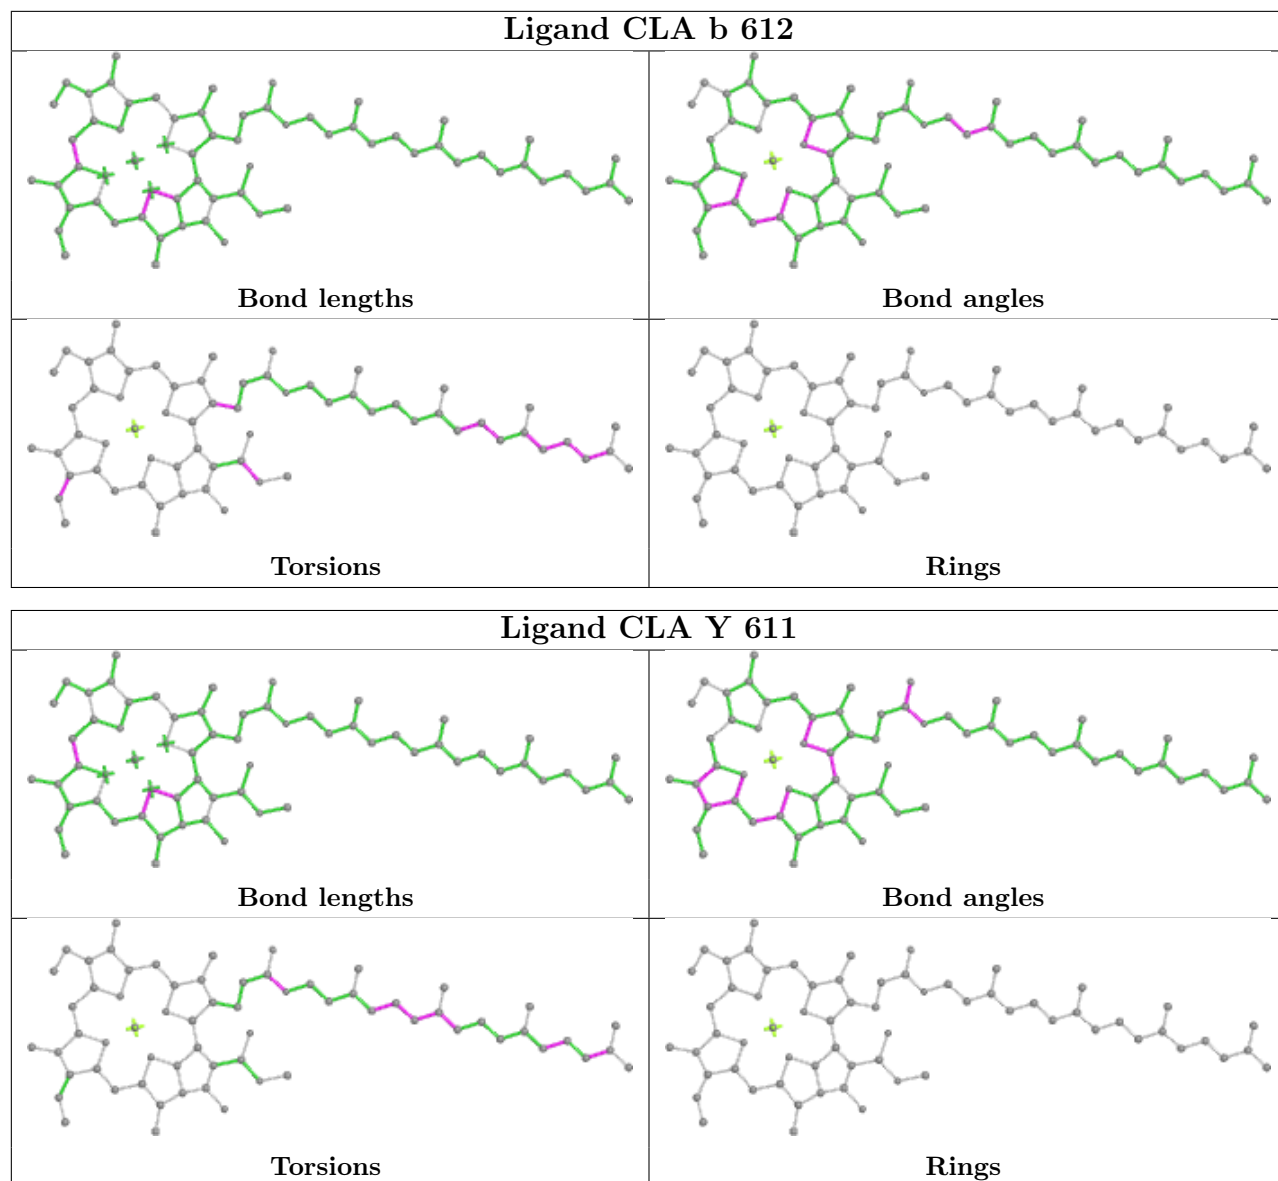 Ligand CLA b 612
Bond lengths
Bond angles
Torsions
Rings
Ligand CLA Y 611
Bond lengths
Bond angles
Torsions
Rings